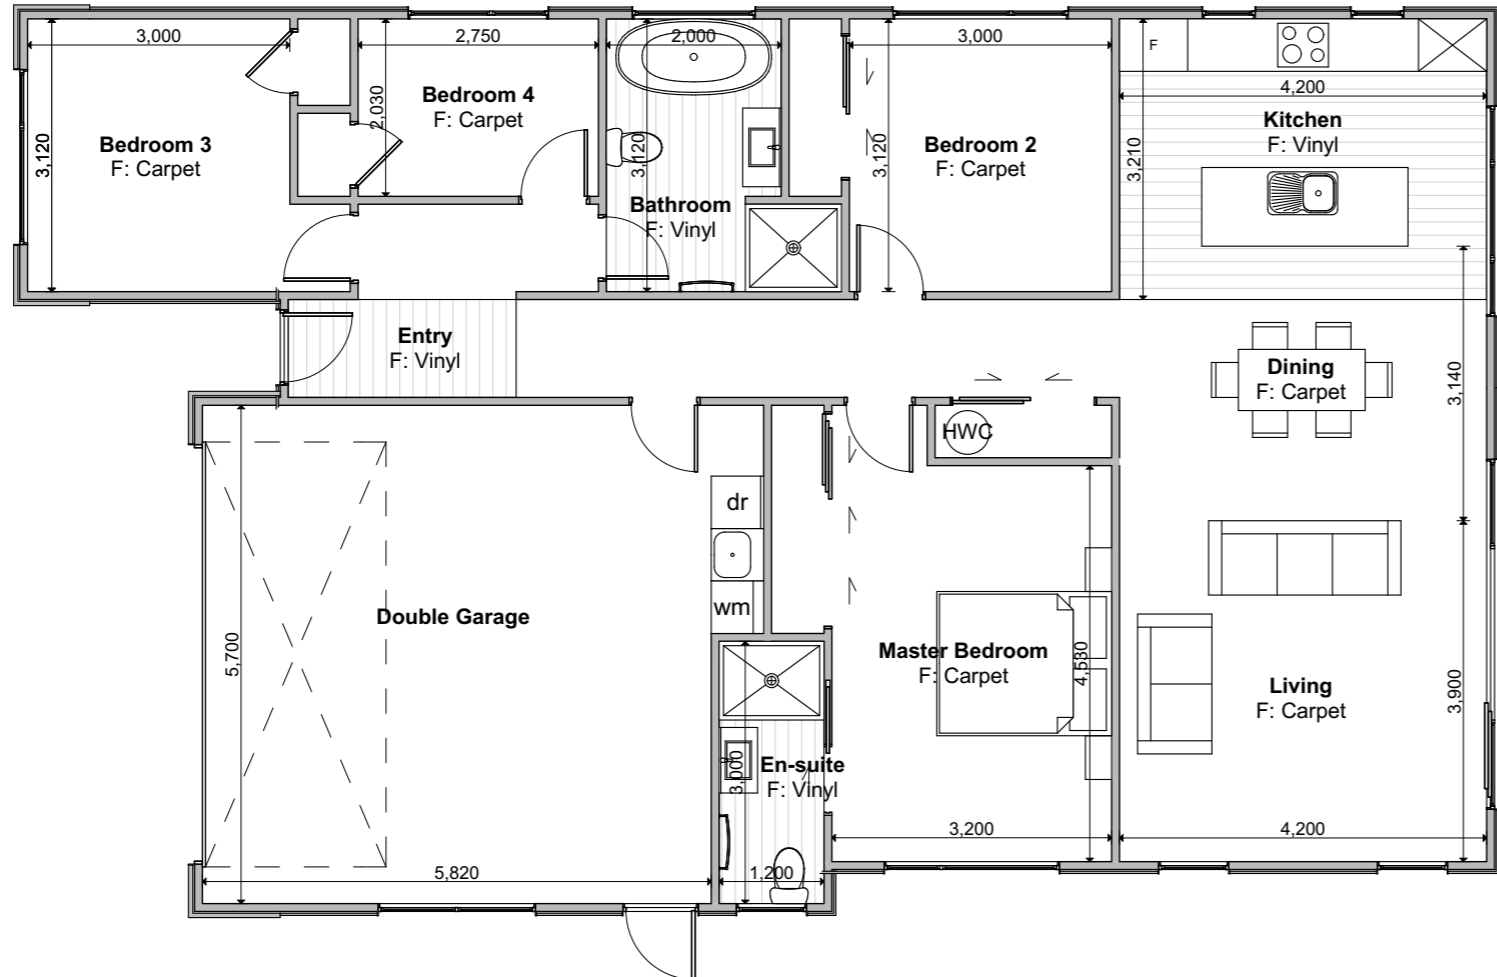 3,000
2,750
2,000
3,000
F
4,200
Bedroom 3
F: Carpet
3,120
Bedroom 4
F: Carpet
2,030
3,120
Bathroom
F: Vinyl
3,120
Bedroom 2
F: Carpet
3,210
Kitchen
F: Vinyl
Entry
F: Vinyl
Dining
F: Carpet
3,140
HWC
dr
wm
Double Garage
5,700
5,820
Master Bedroom
F: Carpet
4,530
3,200
En-suite
F: Vinyl
3,000
1,200
Living
F: Carpet
3,900
4,200